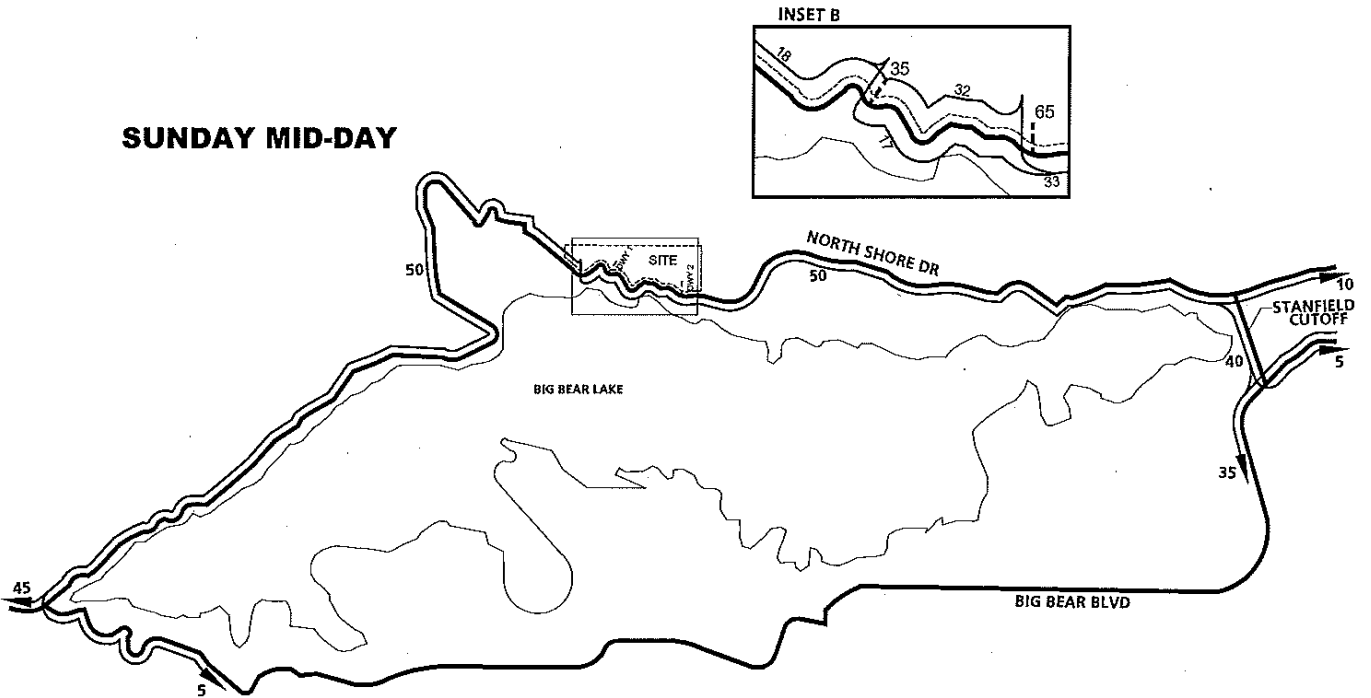 INSET B
18
35
32
65
33
SUNDAY MID-DAY
50
DWY 1
SITE
DWY 2
NORTH SHORE DR
50
10
STANFIELD
CUTOFF
40
5
BIG BEAR LAKE
35
45
BIG BEAR BLVD
5